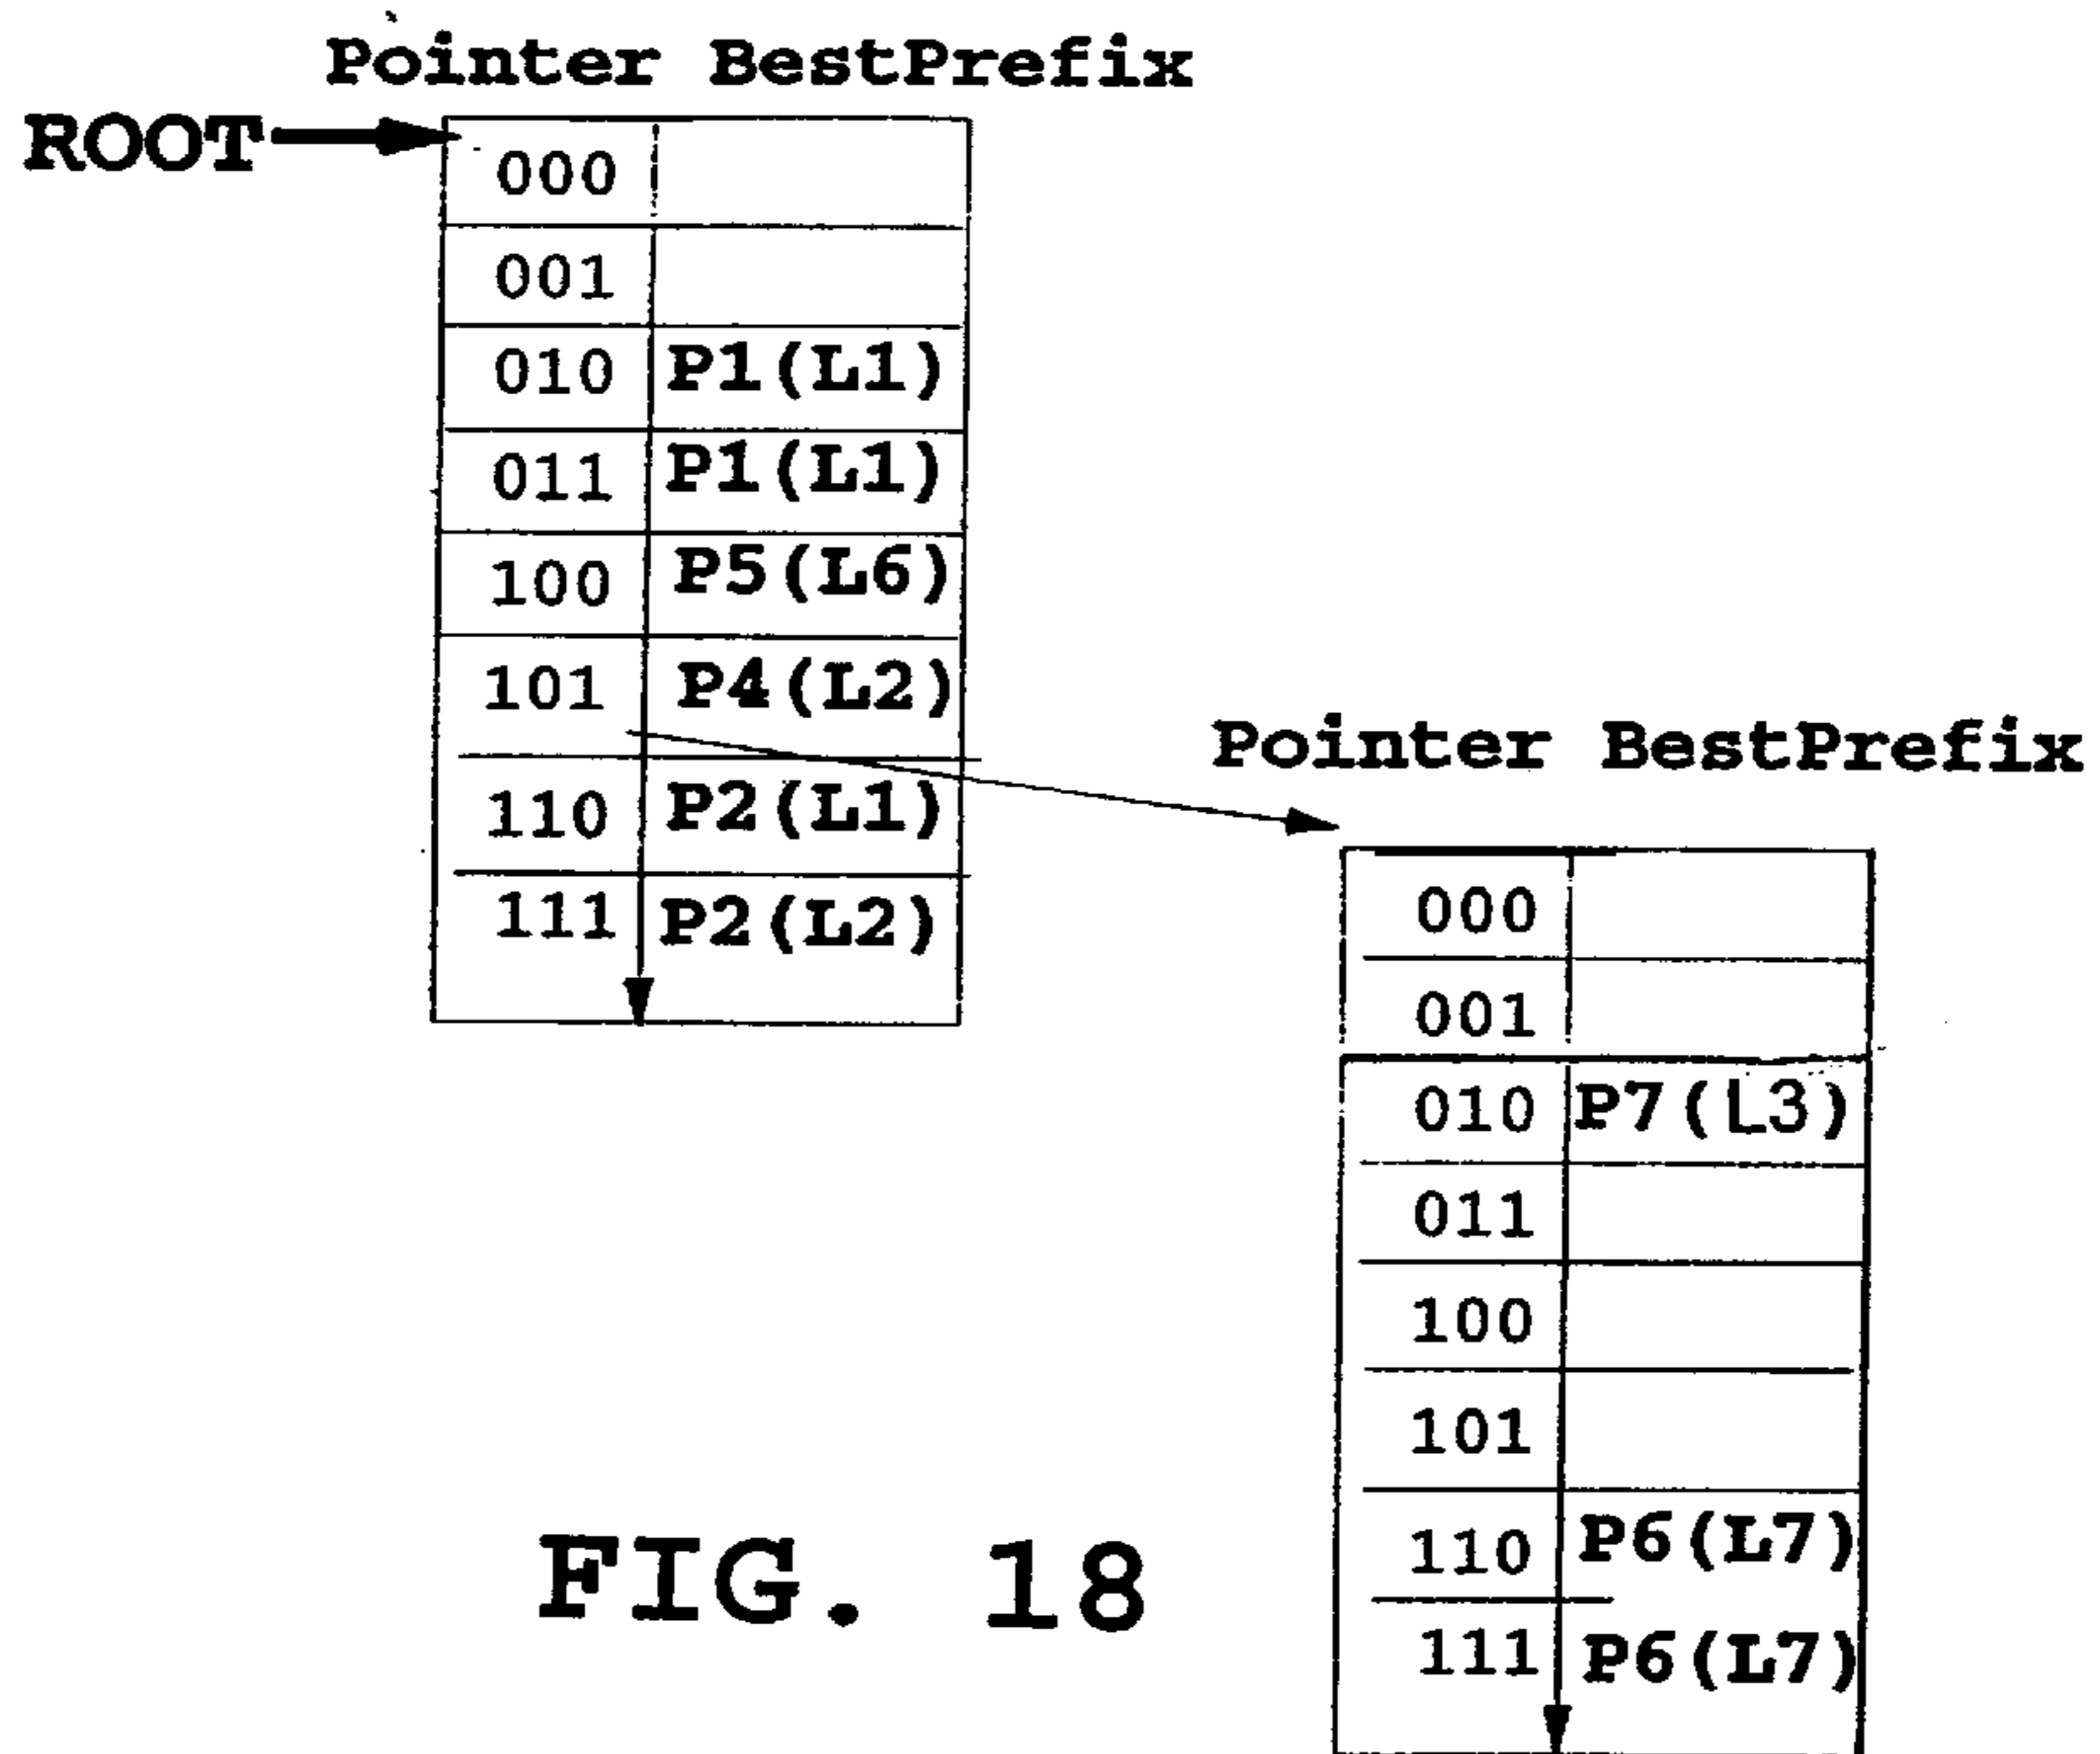 Pointer BestPrefix
ROOT
000
001
010 P1(L1)
011 P1(L1)
100 P5(L6)
101 P4(L2)
110 P2(L1)
111 P2(L2)
Pointer BestPrefix
000
001
010 P7(L3)
011
100
101
110 P6(L7)
111 P6(L7)
FIG. 18